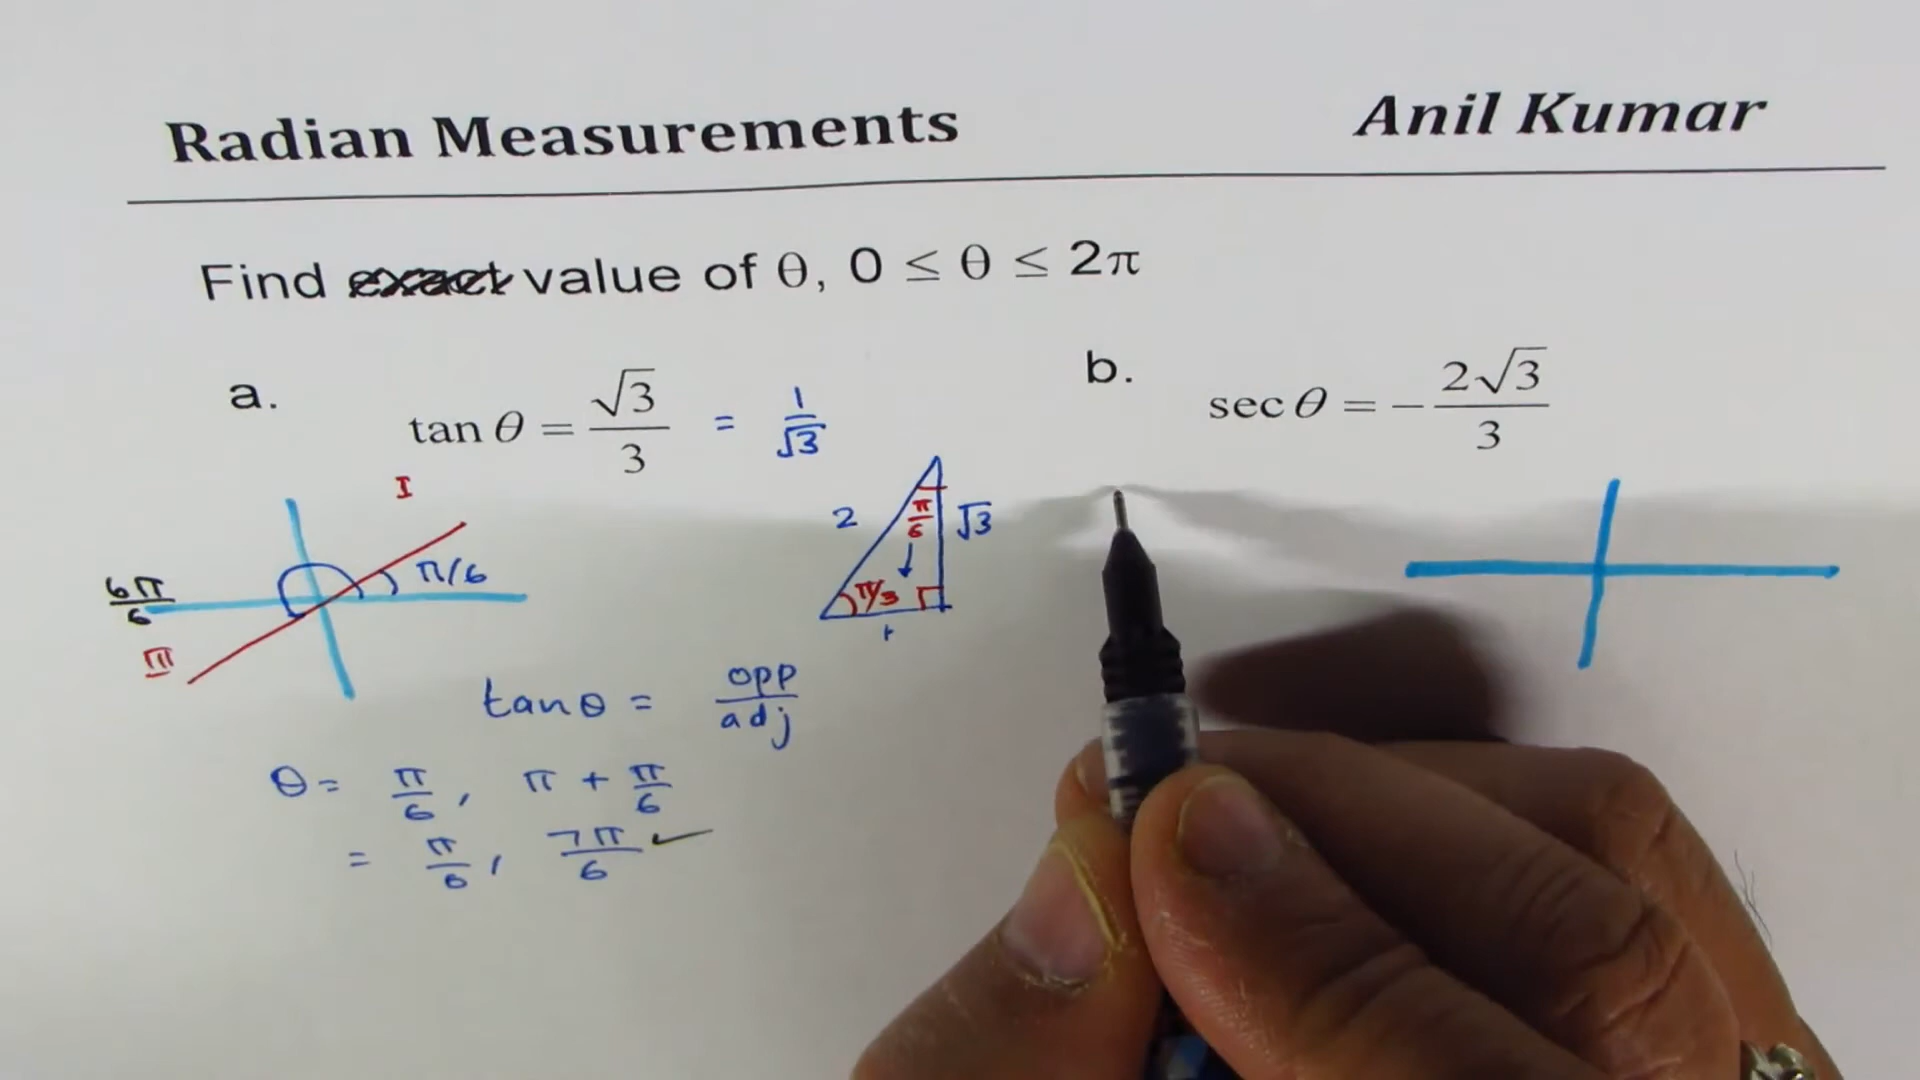 Radian Measurements
Anil Kumar
Find exact value of θ, 0 ≤ θ ≤ 2π
a.
tan θ = √3/3 = 1/√3
b.
sec θ = − 2√3/3
I
π/6
6π/6
III
2
π/6
√3
π/3
1
tan θ = opp/adj
θ = π/6, π + π/6
= π/6, 7π/6 ✓